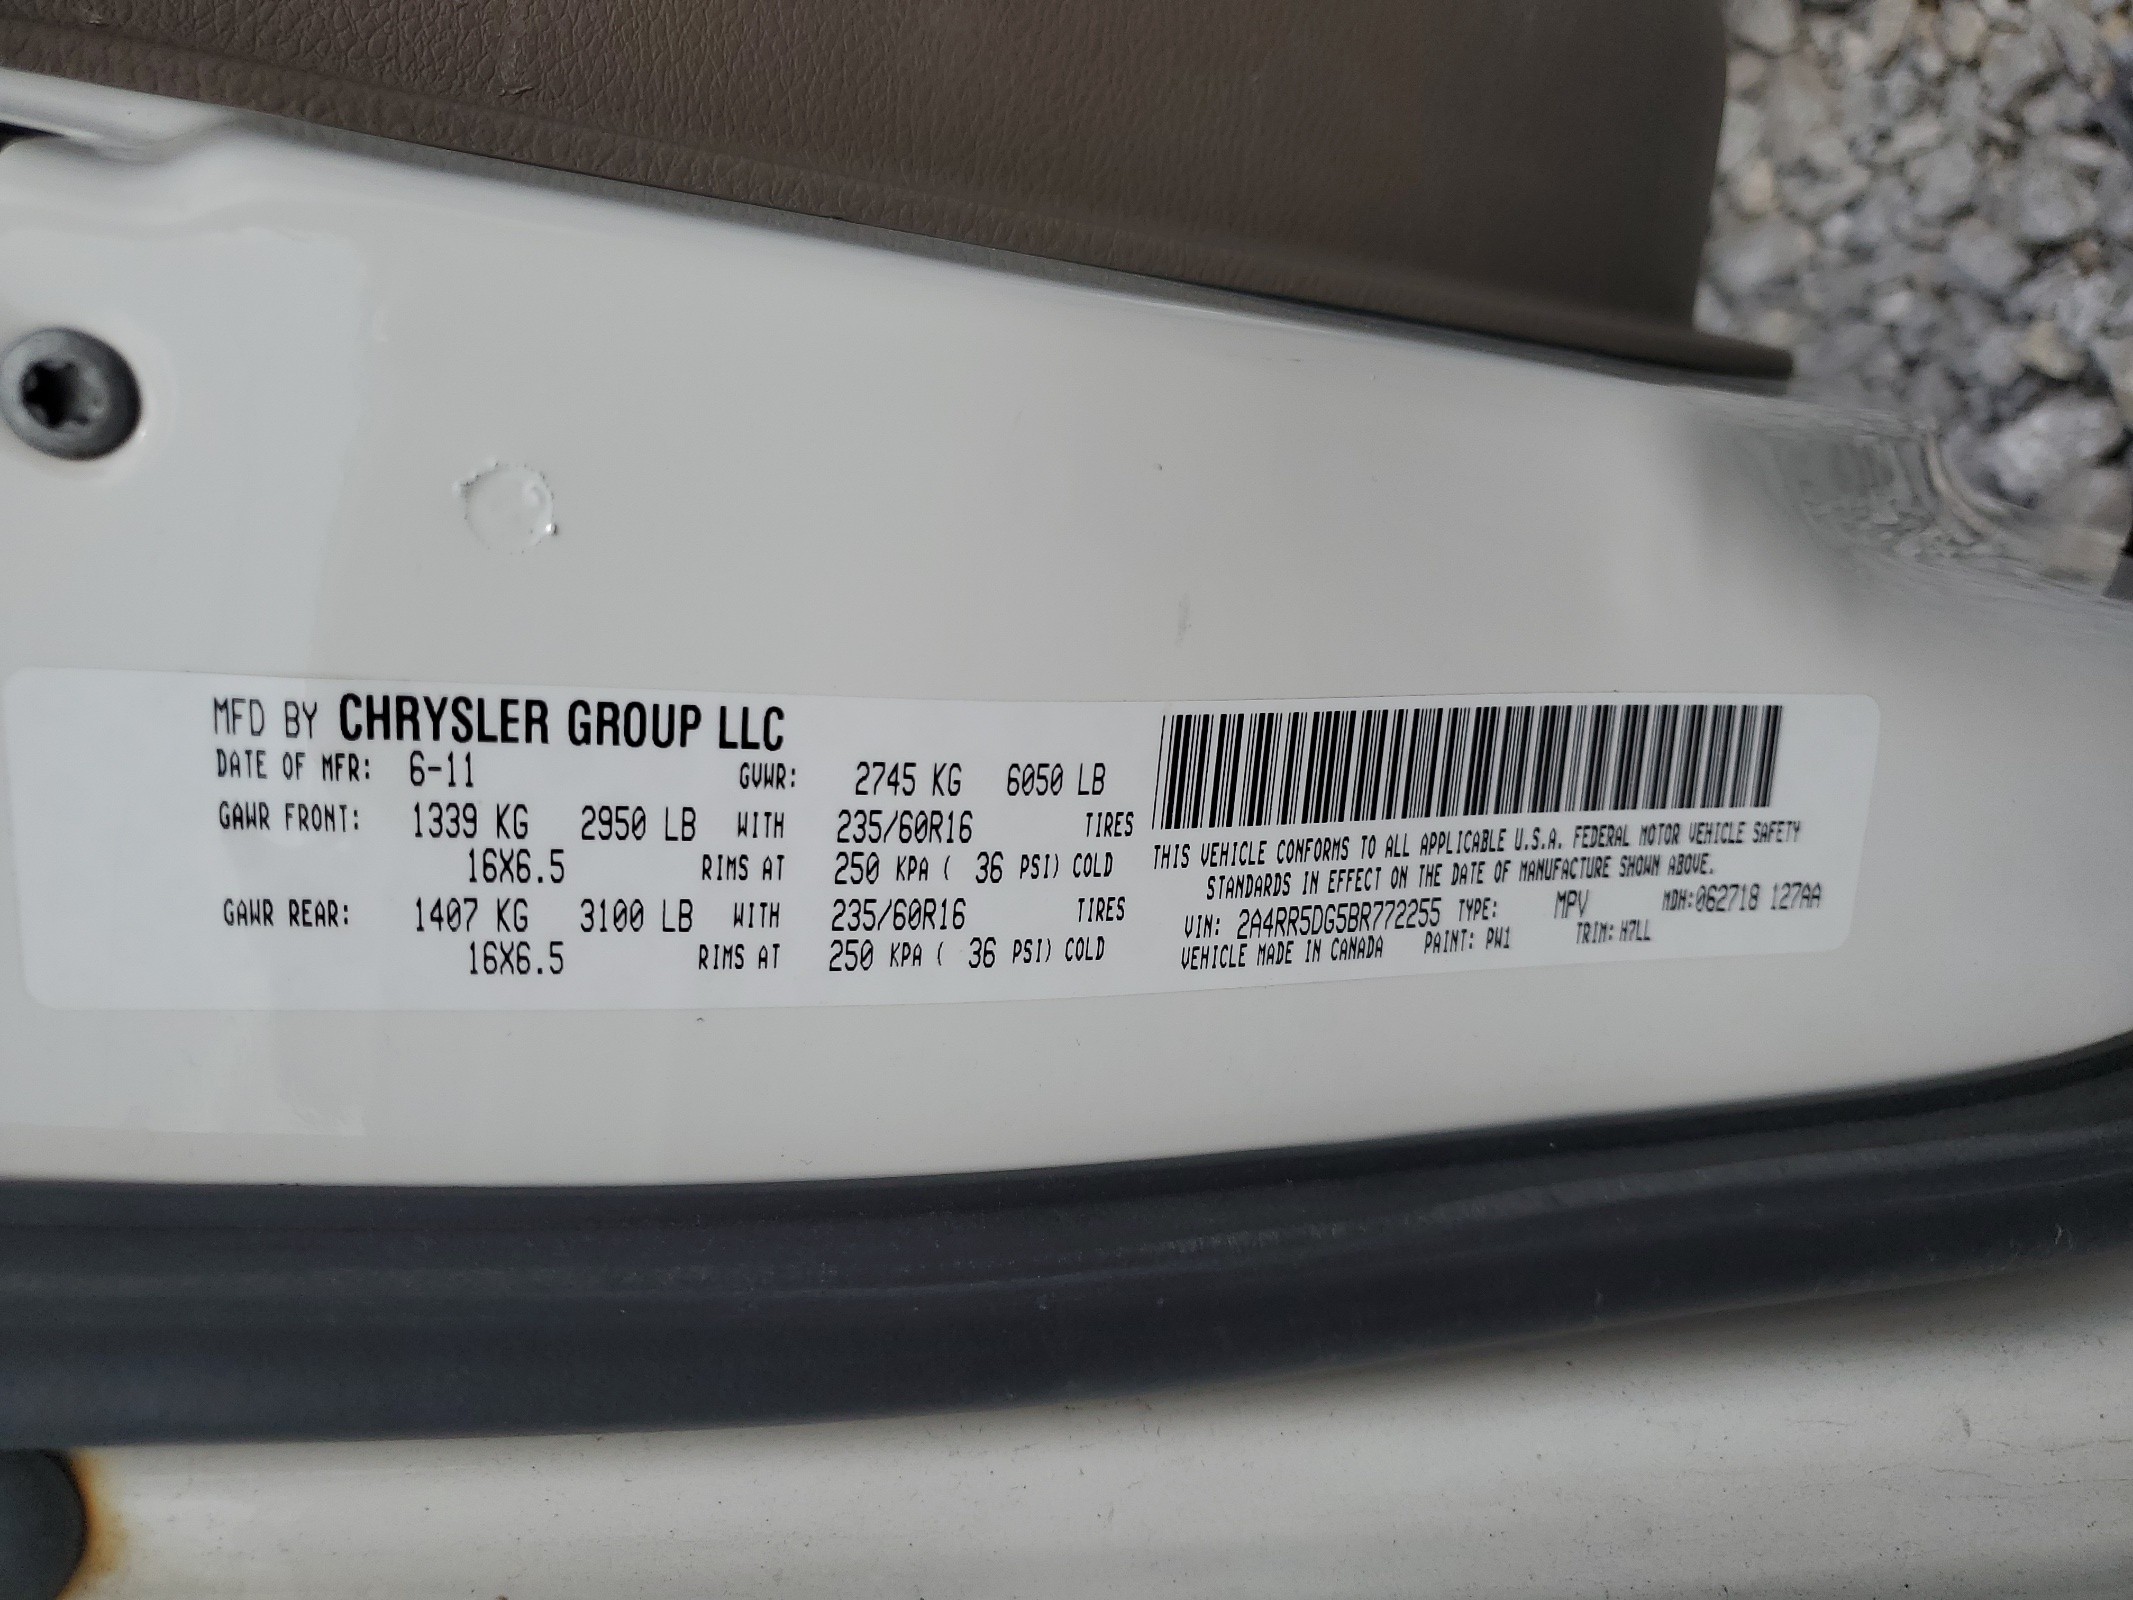 MFD BY CHRYSLER GROUP LLC
DATE OF MFR: 6-11 GVWR: 2745 KG 6050 LB
GAWR FRONT: 1339 KG 2950 LB WITH 235/60R16 TIRES
16X6.5 RIMS AT 250 KPA ( 36 PSI) COLD
GAWR REAR: 1407 KG 3100 LB WITH 235/60R16 TIRES
16X6.5 RIMS AT 250 KPA ( 36 PSI) COLD
THIS VEHICLE CONFORMS TO ALL APPLICABLE U.S.A. FEDERAL MOTOR VEHICLE SAFETY
STANDARDS IN EFFECT ON THE DATE OF MANUFACTURE SHOWN ABOVE.
VIN: 2A4RR5DG5BR772255 TYPE: MPV MDH:062718 127AA
VEHICLE MADE IN CANADA PAINT: PW1 TRIM: H7LL